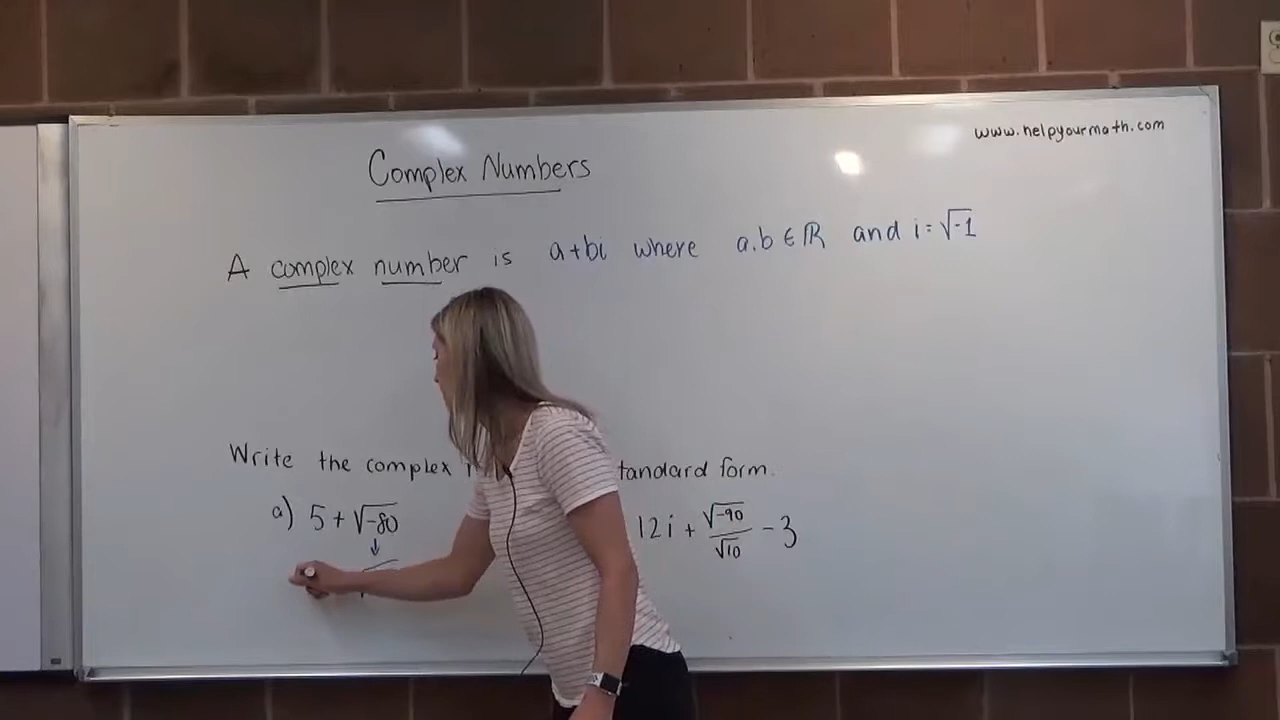 www.helpyourmath.com
Complex Numbers
A complex number is a+bi where a,b ∈ ℝ and i=√-1
Write the complex tandard form.
a) 5+√-80
12i + √-90/√10 - 3